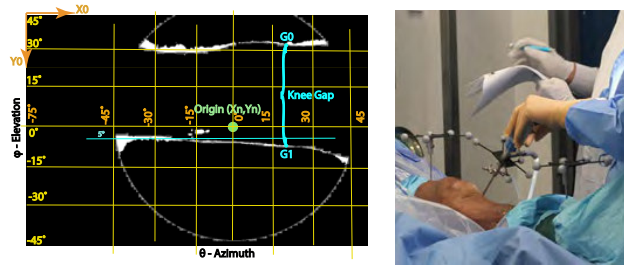 X0
Y0
45°
30°
15°
0°
-15°
-30°
-45°
φ - Elevation
-75°
-45°
-30°
-15°
0°
15
30
45
G0
Knee Gap
Origin (Xn,Yn)
5°
G1
θ - Azimuth